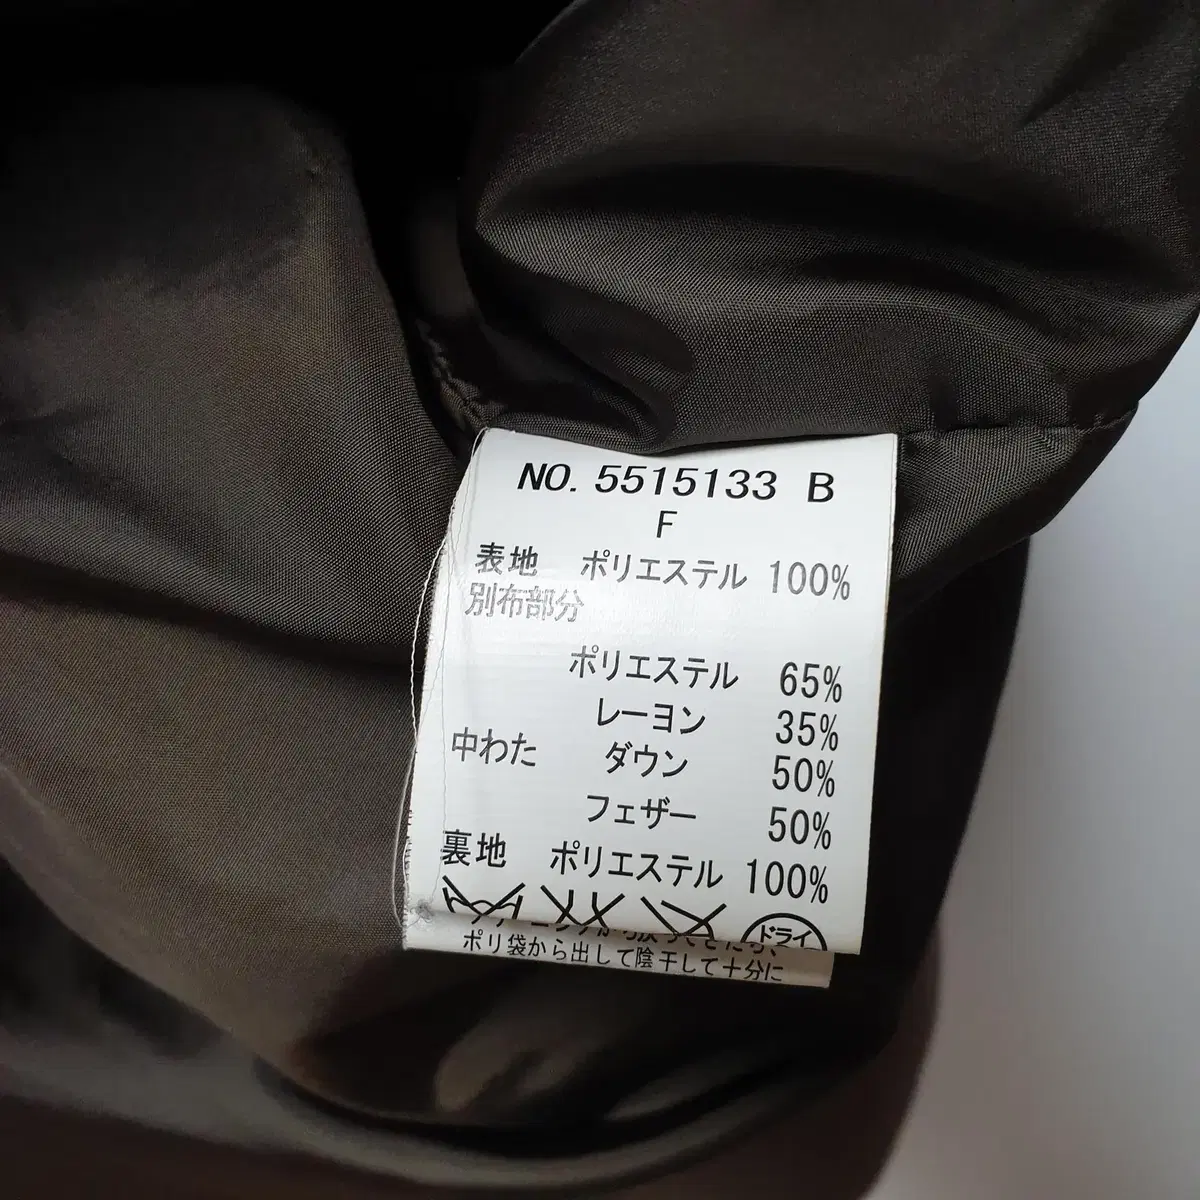 NO. 5515133 B
F
表地 ポリエステル 100%
別布部分
ポリエステル 65%
レーヨン 35%
中わた ダウン 50%
フェザー 50%
裏地 ポリエステル 100%
ドライ
ポリ袋から出して陰干して十分に